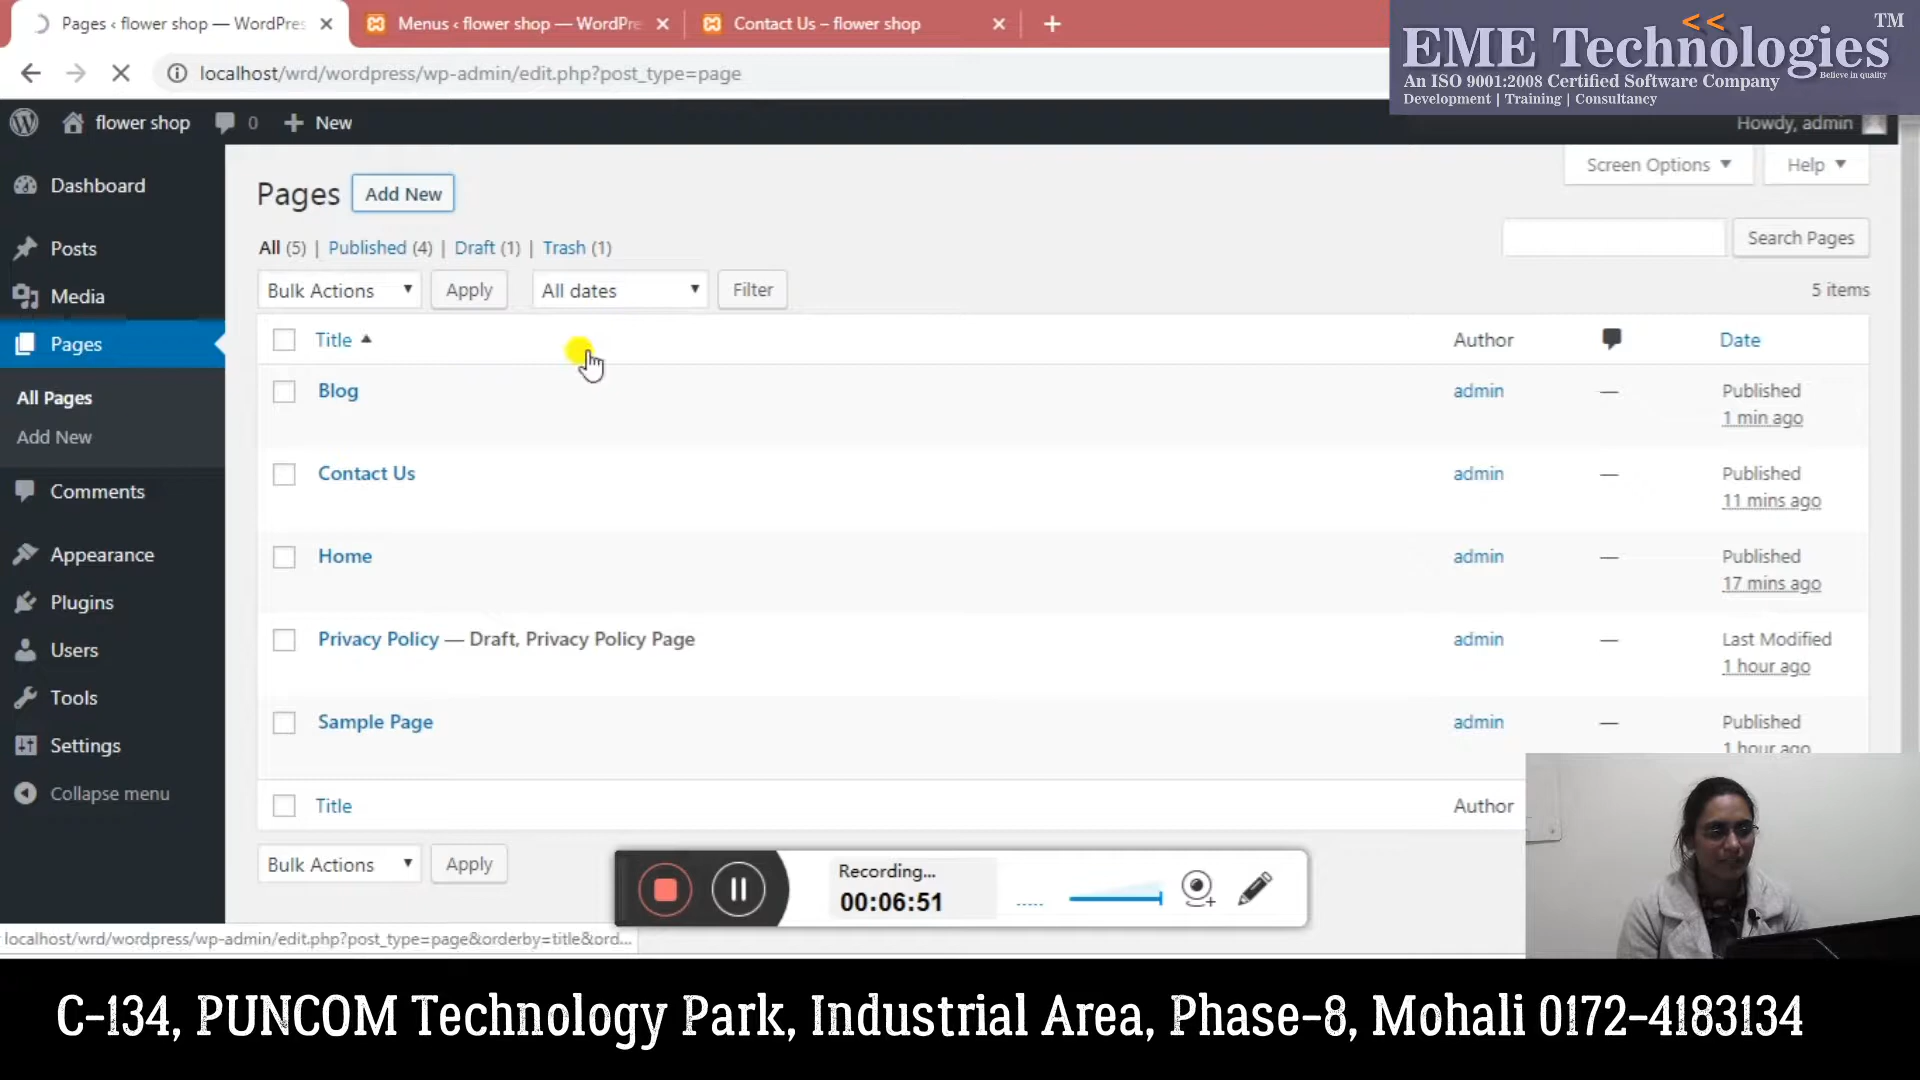 Pages ‹ flower shop — WordPres
Menus ‹ flower shop — WordPre
Contact Us – flower shop
localhost/wrd/wordpress/wp-admin/edit.php?post_type=page
EME Technologies TM
Believe in quality
An ISO 9001:2008 Certified Software Company
Development | Training | Consultancy
flower shop 0 New
Howdy, admin
Dashboard
Posts
Media
Pages
All Pages
Add New
Comments
Appearance
Plugins
Users
Tools
Settings
Collapse menu
Screen Options
Help
Pages Add New
All (5) | Published (4) | Draft (1) | Trash (1)
Search Pages
Bulk Actions Apply All dates Filter
5 items
Title Author Date
Blog admin — Published
1 min ago
Contact Us admin — Published
11 mins ago
Home admin — Published
17 mins ago
Privacy Policy — Draft, Privacy Policy Page admin — Last Modified
1 hour ago
Sample Page admin — Published
1 hour ago
Title Author
Bulk Actions Apply
Recording...
00:06:51
localhost/wrd/wordpress/wp-admin/edit.php?post_type=page&orderby=title&ord...
C-134, PUNCOM Technology Park, Industrial Area, Phase-8, Mohali 0172-4183134